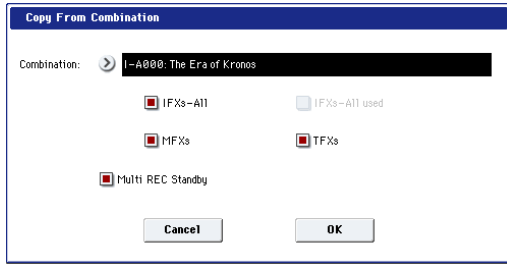 Copy From Combination
Combination: I-A000: The Era of Kronos
IFXs-All IFXs-All used
MFXs TFXs
Multi REC Standby
Cancel OK